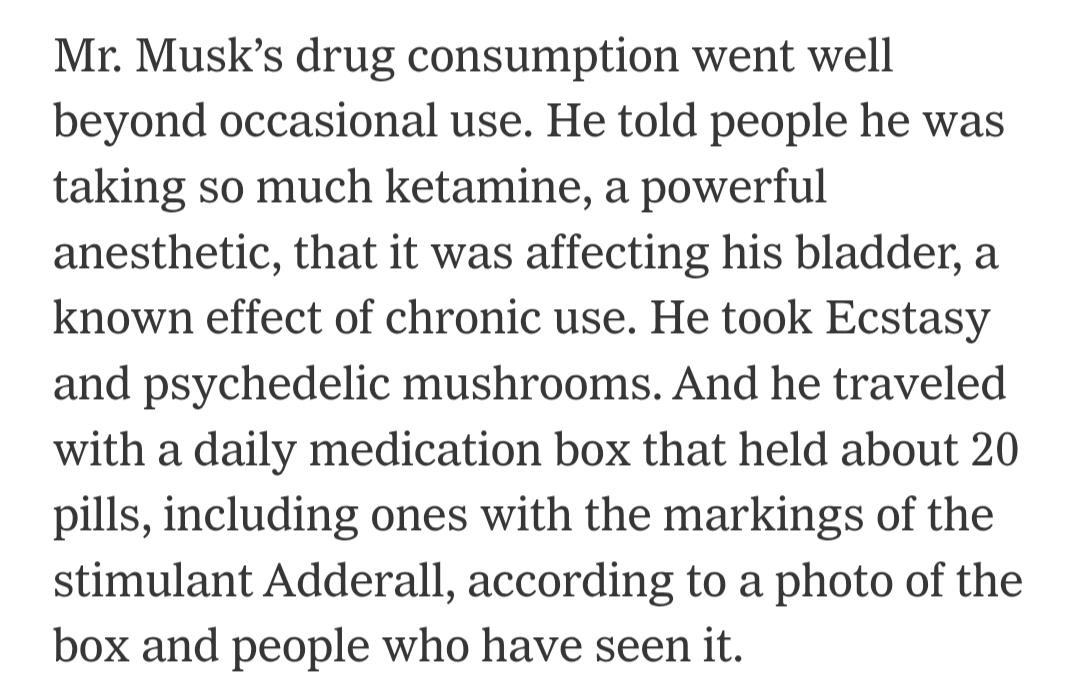 Mr. Musk’s drug consumption went well
beyond occasional use. He told people he was
taking so much ketamine, a powerful
anesthetic, that it was affecting his bladder, a
known effect of chronic use. He took Ecstasy
and psychedelic mushrooms. And he traveled
with a daily medication box that held about 20
pills, including ones with the markings of the
stimulant Adderall, according to a photo of the
box and people who have seen it.